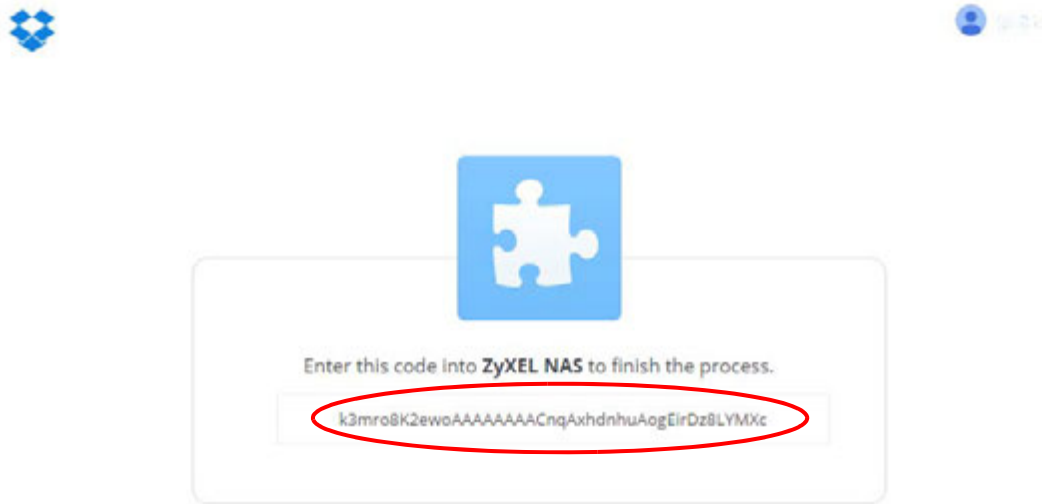 Enter this code into ZyXEL NAS to finish the process.
k3mro8K2ewoAAAAAAAACnqAxhdnhuAogEirDz8LYMXc